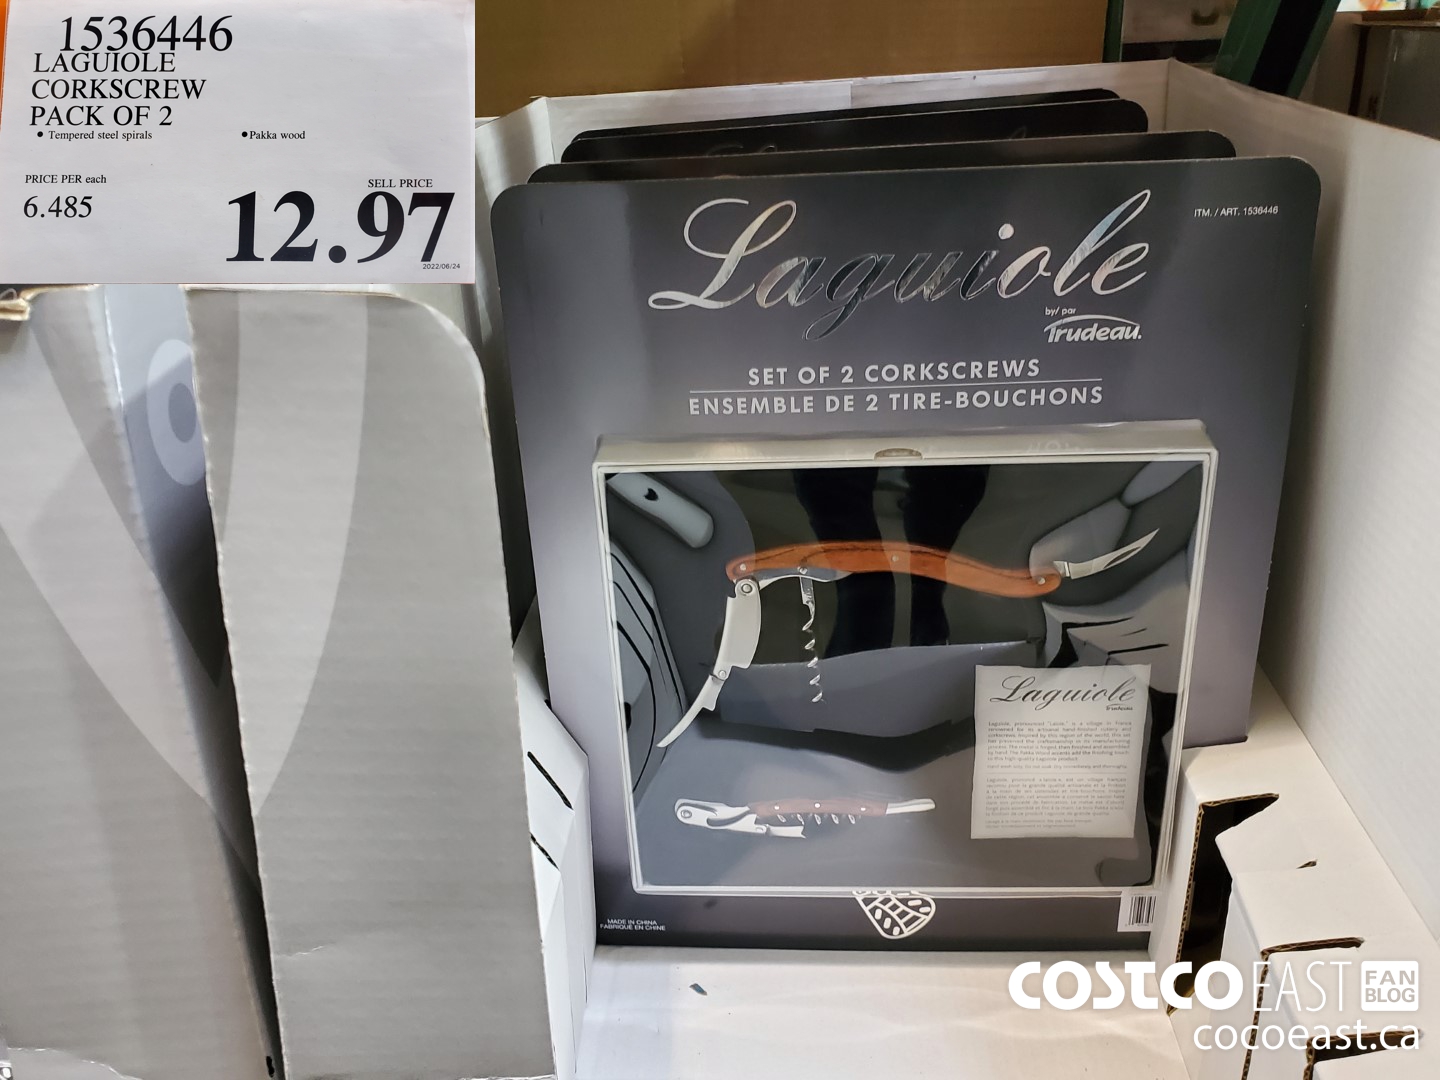 1536446
LAGUIOLE
CORKSCREW
PACK OF 2
• Tempered steel spirals
• Pakka wood
PRICE PER each
6.485
SELL PRICE
12.97
2022/06/24
ITM. / ART. 1536446
Laguiole
by/ par
Trudeau.
SET OF 2 CORKSCREWS
ENSEMBLE DE 2 TIRE-BOUCHONS
Laguiole
Trudeau
MADE IN CHINA
FABRIQUÉ EN CHINE
COSTCO EAST FAN BLOG
cocoeast.ca